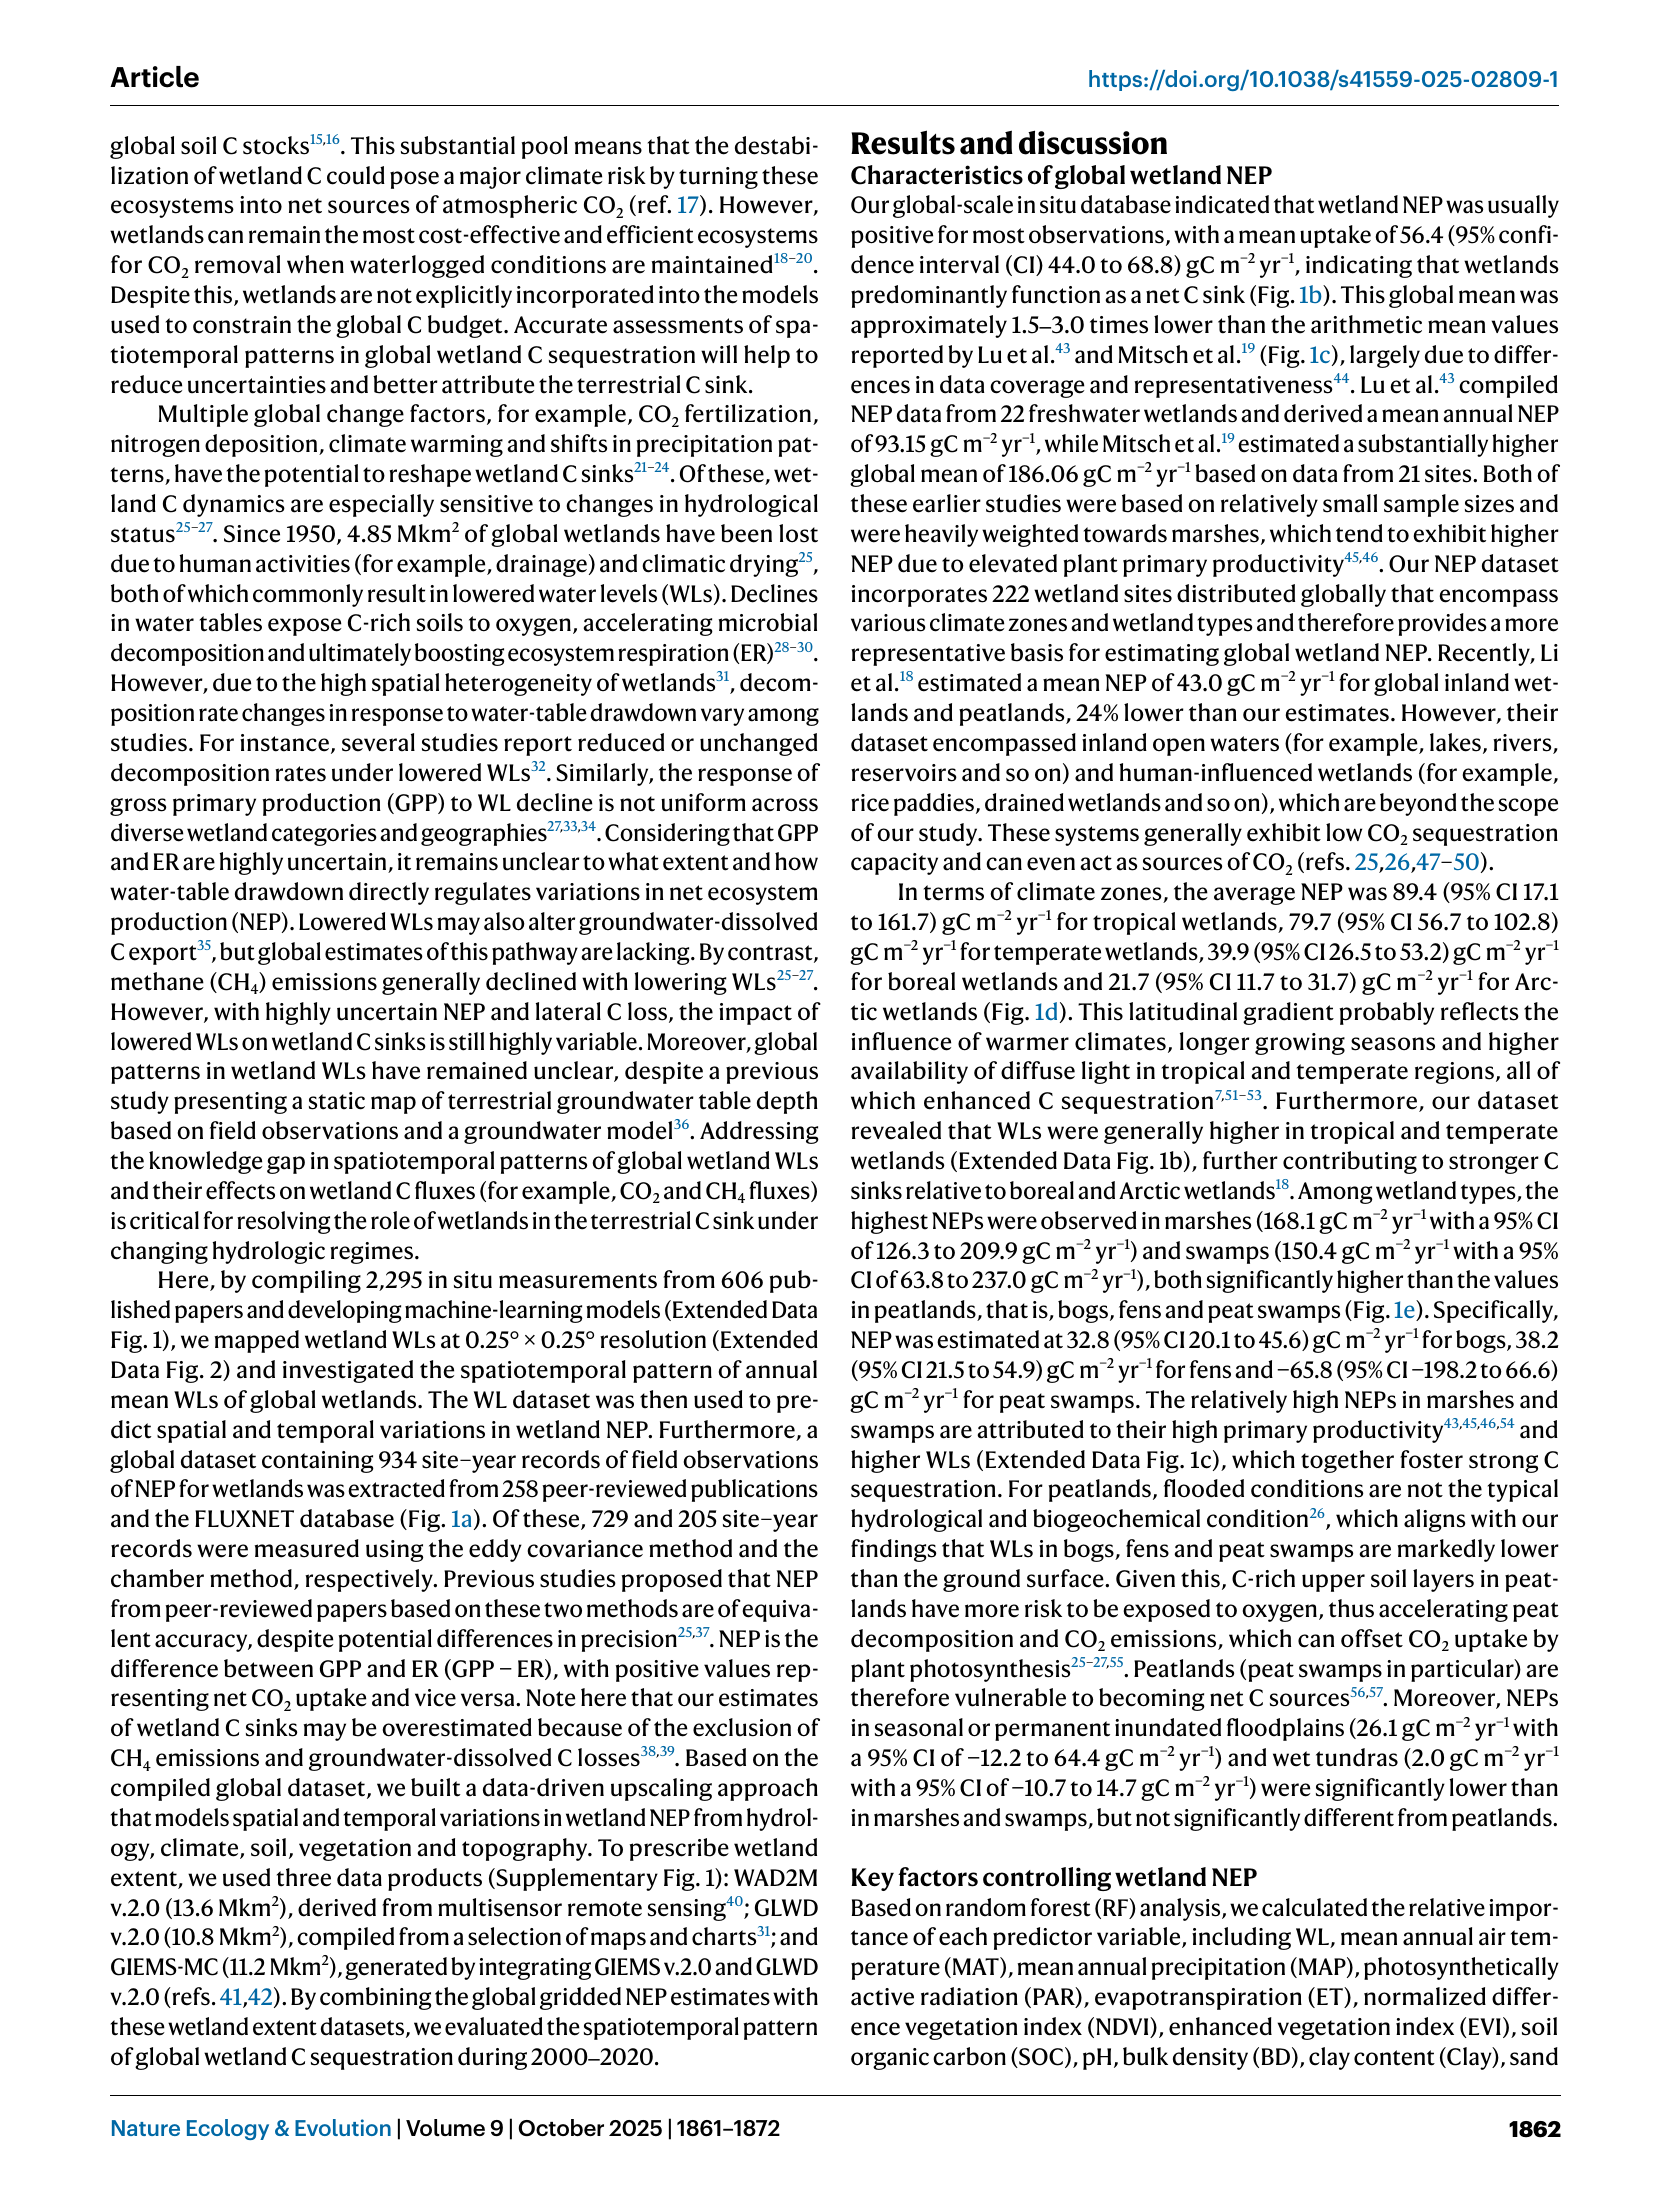 Article
https://doi.org/10.1038/s41559-025-02809-1
global soil C stocks15,16. This substantial pool means that the destabi-
lization of wetland C could pose a major climate risk by turning these
ecosystems into net sources of atmospheric CO2 (ref. 17). However,
wetlands can remain the most cost-effective and efficient ecosystems
for CO2 removal when waterlogged conditions are maintained18–20.
Despite this, wetlands are not explicitly incorporated into the models
used to constrain the global C budget. Accurate assessments of spa-
tiotemporal patterns in global wetland C sequestration will help to
reduce uncertainties and better attribute the terrestrial C sink.
Multiple global change factors, for example, CO2 fertilization,
nitrogen deposition, climate warming and shifts in precipitation pat-
terns, have the potential to reshape wetland C sinks21–24. Of these, wet-
land C dynamics are especially sensitive to changes in hydrological
status25–27. Since 1950, 4.85 Mkm2 of global wetlands have been lost
due to human activities (for example, drainage) and climatic drying25,
both of which commonly result in lowered water levels (WLs). Declines
in water tables expose C-rich soils to oxygen, accelerating microbial
decomposition and ultimately boosting ecosystem respiration (ER)28–30.
However, due to the high spatial heterogeneity of wetlands31, decom-
position rate changes in response to water-table drawdown vary among
studies. For instance, several studies report reduced or unchanged
decomposition rates under lowered WLs32. Similarly, the response of
gross primary production (GPP) to WL decline is not uniform across
diverse wetland categories and geographies27,33,34. Considering that GPP
and ER are highly uncertain, it remains unclear to what extent and how
water-table drawdown directly regulates variations in net ecosystem
production (NEP). Lowered WLs may also alter groundwater-dissolved
C export35, but global estimates of this pathway are lacking. By contrast,
methane (CH4) emissions generally declined with lowering WLs25–27.
However, with highly uncertain NEP and lateral C loss, the impact of
lowered WLs on wetland C sinks is still highly variable. Moreover, global
patterns in wetland WLs have remained unclear, despite a previous
study presenting a static map of terrestrial groundwater table depth
based on field observations and a groundwater model36. Addressing
the knowledge gap in spatiotemporal patterns of global wetland WLs
and their effects on wetland C fluxes (for example, CO2 and CH4 fluxes)
is critical for resolving the role of wetlands in the terrestrial C sink under
changing hydrologic regimes.
Here, by compiling 2,295 in situ measurements from 606 pub-
lished papers and developing machine-learning models (Extended Data
Fig. 1), we mapped wetland WLs at 0.25° × 0.25° resolution (Extended
Data Fig. 2) and investigated the spatiotemporal pattern of annual
mean WLs of global wetlands. The WL dataset was then used to pre-
dict spatial and temporal variations in wetland NEP. Furthermore, a
global dataset containing 934 site–year records of field observations
of NEP for wetlands was extracted from 258 peer-reviewed publications
and the FLUXNET database (Fig. 1a). Of these, 729 and 205 site–year
records were measured using the eddy covariance method and the
chamber method, respectively. Previous studies proposed that NEP
from peer-reviewed papers based on these two methods are of equiva-
lent accuracy, despite potential differences in precision25,37. NEP is the
difference between GPP and ER (GPP − ER), with positive values rep-
resenting net CO2 uptake and vice versa. Note here that our estimates
of wetland C sinks may be overestimated because of the exclusion of
CH4 emissions and groundwater-dissolved C losses38,39. Based on the
compiled global dataset, we built a data-driven upscaling approach
that models spatial and temporal variations in wetland NEP from hydrol-
ogy, climate, soil, vegetation and topography. To prescribe wetland
extent, we used three data products (Supplementary Fig. 1): WAD2M
v.2.0 (13.6 Mkm2), derived from multisensor remote sensing40; GLWD
v.2.0 (10.8 Mkm2), compiled from a selection of maps and charts31; and
GIEMS-MC (11.2 Mkm2), generated by integrating GIEMS v.2.0 and GLWD
v.2.0 (refs. 41,42). By combining the global gridded NEP estimates with
these wetland extent datasets, we evaluated the spatiotemporal pattern
of global wetland C sequestration during 2000–2020.
Results and discussion
Characteristics of global wetland NEP
Our global-scale in situ database indicated that wetland NEP was usually
positive for most observations, with a mean uptake of 56.4 (95% confi-
dence interval (CI) 44.0 to 68.8) gC m−2 yr−1, indicating that wetlands
predominantly function as a net C sink (Fig. 1b). This global mean was
approximately 1.5–3.0 times lower than the arithmetic mean values
reported by Lu et al.43 and Mitsch et al.19 (Fig. 1c), largely due to differ-
ences in data coverage and representativeness44. Lu et al.43 compiled
NEP data from 22 freshwater wetlands and derived a mean annual NEP
of 93.15 gC m−2 yr−1, while Mitsch et al.19 estimated a substantially higher
global mean of 186.06 gC m−2 yr−1 based on data from 21 sites. Both of
these earlier studies were based on relatively small sample sizes and
were heavily weighted towards marshes, which tend to exhibit higher
NEP due to elevated plant primary productivity45,46. Our NEP dataset
incorporates 222 wetland sites distributed globally that encompass
various climate zones and wetland types and therefore provides a more
representative basis for estimating global wetland NEP. Recently, Li
et al.18 estimated a mean NEP of 43.0 gC m−2 yr−1 for global inland wet-
lands and peatlands, 24% lower than our estimates. However, their
dataset encompassed inland open waters (for example, lakes, rivers,
reservoirs and so on) and human-influenced wetlands (for example,
rice paddies, drained wetlands and so on), which are beyond the scope
of our study. These systems generally exhibit low CO2 sequestration
capacity and can even act as sources of CO2 (refs. 25,26,47–50).
In terms of climate zones, the average NEP was 89.4 (95% CI 17.1
to 161.7) gC m−2 yr−1 for tropical wetlands, 79.7 (95% CI 56.7 to 102.8)
gC m−2 yr−1 for temperate wetlands, 39.9 (95% CI 26.5 to 53.2) gC m−2 yr−1
for boreal wetlands and 21.7 (95% CI 11.7 to 31.7) gC m−2 yr−1 for Arc-
tic wetlands (Fig. 1d). This latitudinal gradient probably reflects the
influence of warmer climates, longer growing seasons and higher
availability of diffuse light in tropical and temperate regions, all of
which enhanced C sequestration7,51–53. Furthermore, our dataset
revealed that WLs were generally higher in tropical and temperate
wetlands (Extended Data Fig. 1b), further contributing to stronger C
sinks relative to boreal and Arctic wetlands18. Among wetland types, the
highest NEPs were observed in marshes (168.1 gC m−2 yr−1 with a 95% CI
of 126.3 to 209.9 gC m−2 yr−1) and swamps (150.4 gC m−2 yr−1 with a 95%
CI of 63.8 to 237.0 gC m−2 yr−1), both significantly higher than the values
in peatlands, that is, bogs, fens and peat swamps (Fig. 1e). Specifically,
NEP was estimated at 32.8 (95% CI 20.1 to 45.6) gC m−2 yr−1 for bogs, 38.2
(95% CI 21.5 to 54.9) gC m−2 yr−1 for fens and −65.8 (95% CI −198.2 to 66.6)
gC m−2 yr−1 for peat swamps. The relatively high NEPs in marshes and
swamps are attributed to their high primary productivity43,45,46,54 and
higher WLs (Extended Data Fig. 1c), which together foster strong C
sequestration. For peatlands, flooded conditions are not the typical
hydrological and biogeochemical condition26, which aligns with our
findings that WLs in bogs, fens and peat swamps are markedly lower
than the ground surface. Given this, C-rich upper soil layers in peat-
lands have more risk to be exposed to oxygen, thus accelerating peat
decomposition and CO2 emissions, which can offset CO2 uptake by
plant photosynthesis25–27,55. Peatlands (peat swamps in particular) are
therefore vulnerable to becoming net C sources56,57. Moreover, NEPs
in seasonal or permanent inundated floodplains (26.1 gC m−2 yr−1 with
a 95% CI of −12.2 to 64.4 gC m−2 yr−1) and wet tundras (2.0 gC m−2 yr−1
with a 95% CI of −10.7 to 14.7 gC m−2 yr−1) were significantly lower than
in marshes and swamps, but not significantly different from peatlands.
Key factors controlling wetland NEP
Based on random forest (RF) analysis, we calculated the relative impor-
tance of each predictor variable, including WL, mean annual air tem-
perature (MAT), mean annual precipitation (MAP), photosynthetically
active radiation (PAR), evapotranspiration (ET), normalized differ-
ence vegetation index (NDVI), enhanced vegetation index (EVI), soil
organic carbon (SOC), pH, bulk density (BD), clay content (Clay), sand
Nature Ecology & Evolution | Volume 9 | October 2025 | 1861–1872
1862